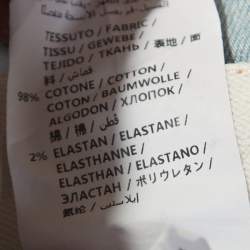 TESSUTO / FABRIC /
TISSU / GEWEBE /
TEJIDO / ТКАНЬ / 表地 / 面
料 / قماش
98% COTONE / COTTON /
COTON / BAUMWOLLE /
ALGODON / ХЛОПОК /
綿 / 棉 / قطن
2% ELASTAN / ELASTANE /
ELASTHANNE /
ELASTHAN / ELASTANO /
ЭЛАСТАН / ポリウレタン /
氨纶 / إيلاستين